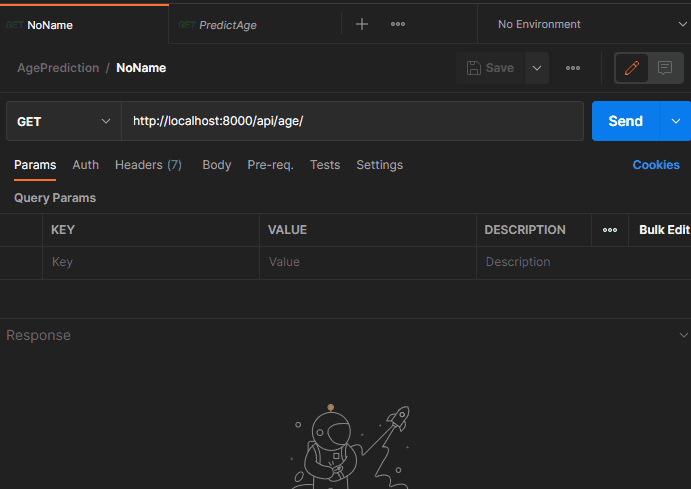 GET NoName GET PredictAge No Environment
AgePrediction / NoName Save
GET http://localhost:8000/api/age/ Send
Params Auth Headers (7) Body Pre-req. Tests Settings Cookies
Query Params
KEY VALUE DESCRIPTION Bulk Edit
Key Value Description
Response